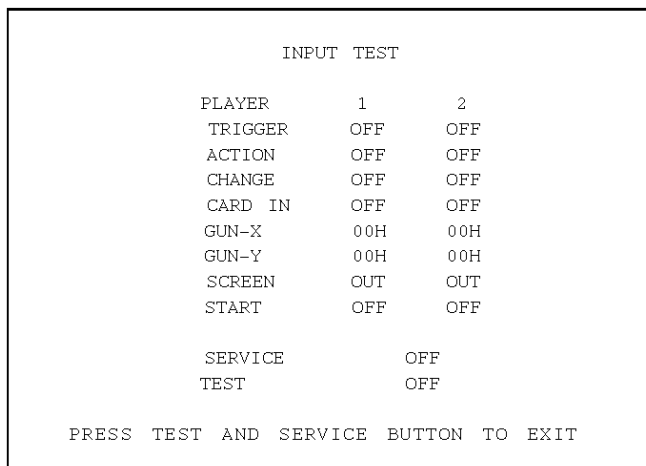 INPUT TEST
PLAYER 1 2
TRIGGER OFF OFF
ACTION OFF OFF
CHANGE OFF OFF
CARD IN OFF OFF
GUN-X 00H 00H
GUN-Y 00H 00H
SCREEN OUT OUT
START OFF OFF
SERVICE OFF
TEST OFF
PRESS TEST AND SERVICE BUTTON TO EXIT